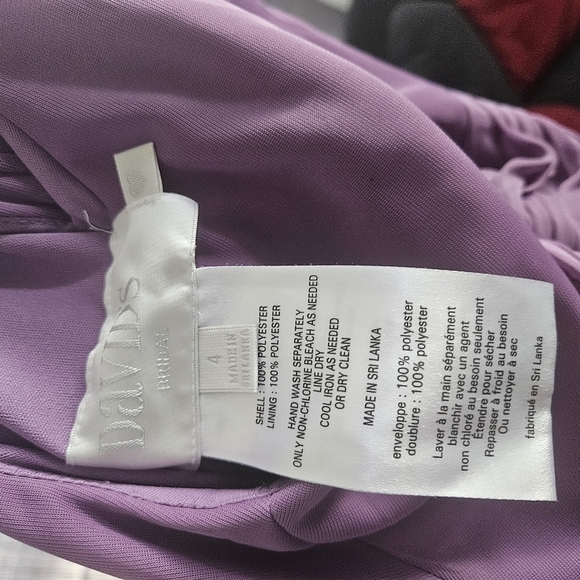 DAVID'S
BRIDAL
4
MADE IN
SRI LANKA
SHELL : 100% POLYESTER
LINING : 100% POLYESTER
HAND WASH SEPARATELY
ONLY NON-CHLORINE BLEACH AS NEEDED
LINE DRY
COOL IRON AS NEEDED
OR DRY CLEAN
MADE IN SRI LANKA
enveloppe : 100% polyester
doublure : 100% polyester
Laver à la main séparément
blanchir avec un agent
non chloré au besoin seulement
Étendre pour sécher
Repasser à froid au besoin
Ou nettoyer à sec
fabriqué en Sri Lanka